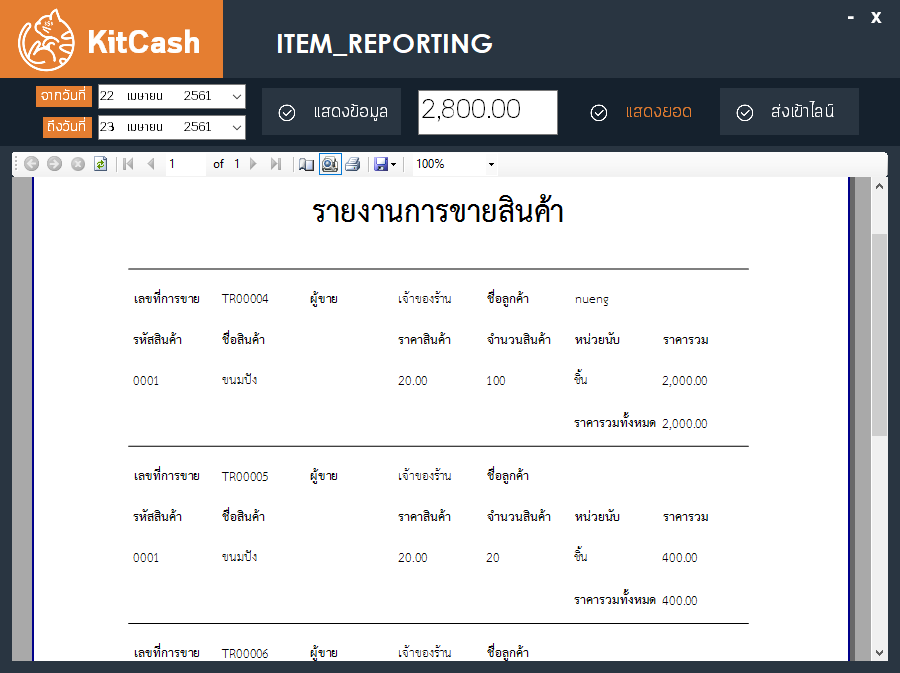 KitCash
ITEM_REPORTING
- X
จากวันที่ 22 เมษายน 2561
ถึงวันที่ 23 เมษายน 2561
แสดงข้อมูล
2,800.00
แสดงยอด
ส่งเข้าไลน์
1 of 1 100%
รายงานการขายสินค้า
เลขที่การขาย TR00004 ผู้ขาย เจ้าของร้าน ชื่อลูกค้า nueng
รหัสสินค้า ชื่อสินค้า ราคาสินค้า จำนวนสินค้า หน่วยนับ ราคารวม
0001 ขนมปัง 20.00 100 ชิ้น 2,000.00
ราคารวมทั้งหมด 2,000.00
เลขที่การขาย TR00005 ผู้ขาย เจ้าของร้าน ชื่อลูกค้า
รหัสสินค้า ชื่อสินค้า ราคาสินค้า จำนวนสินค้า หน่วยนับ ราคารวม
0001 ขนมปัง 20.00 20 ชิ้น 400.00
ราคารวมทั้งหมด 400.00
เลขที่การขาย TR00006 ผู้ขาย เจ้าของร้าน ชื่อลูกค้า